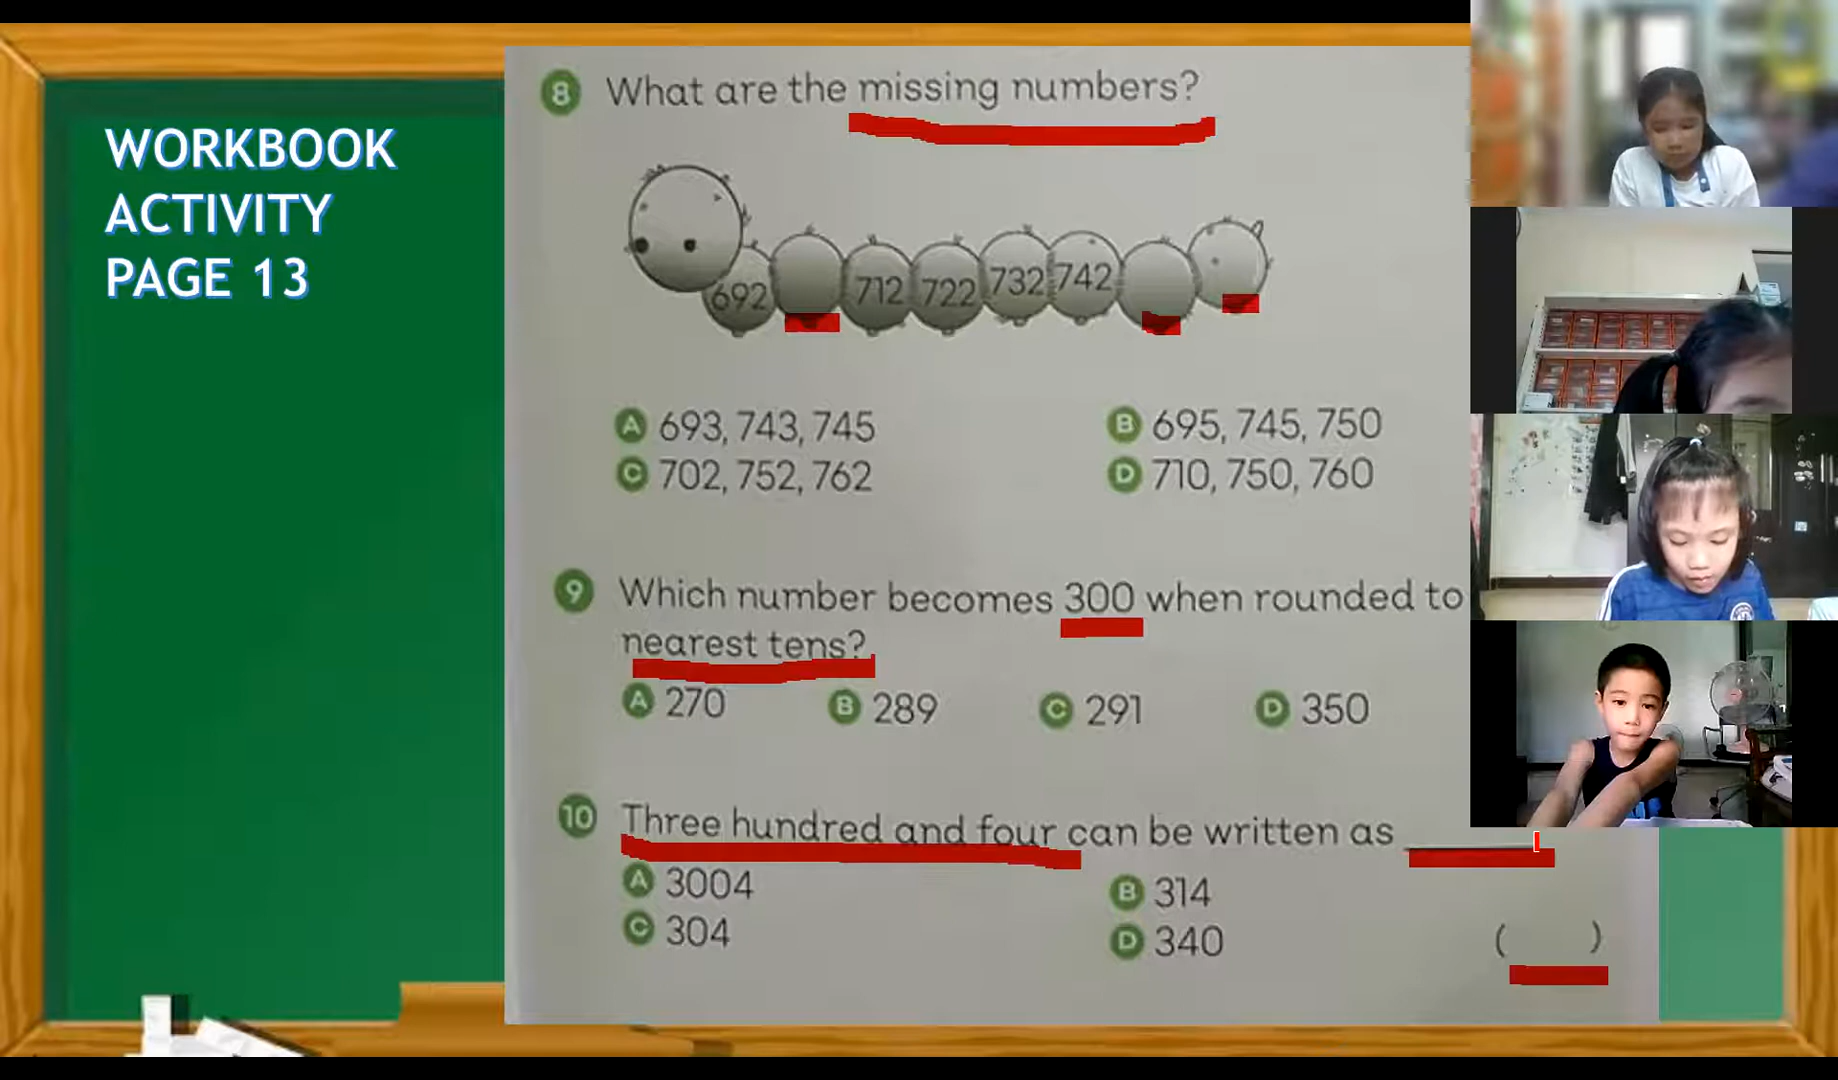 WORKBOOK
ACTIVITY
PAGE 13
8 What are the missing numbers?
692 712 722 732 742
A 693, 743, 745 B 695, 745, 750
C 702, 752, 762 D 710, 750, 760
9 Which number becomes 300 when rounded to
nearest tens?
A 270 B 289 C 291 D 350
10 Three hundred and four can be written as ______
A 3004 B 314
C 304 D 340 ( )